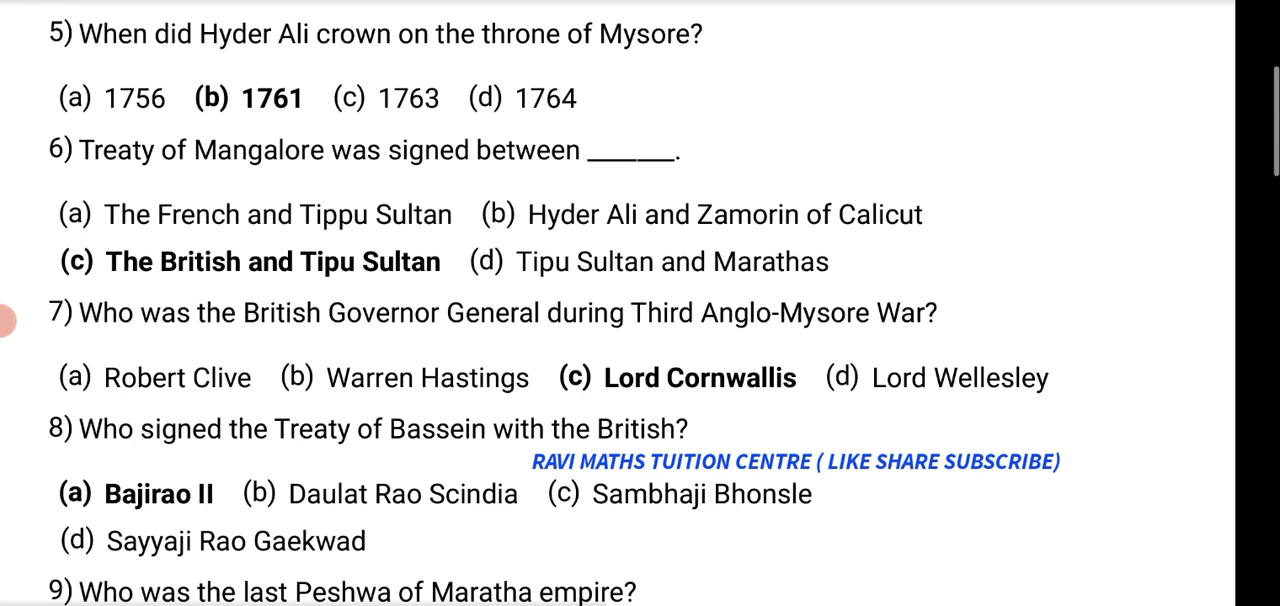 5) When did Hyder Ali crown on the throne of Mysore?
(a) 1756 (b) 1761 (c) 1763 (d) 1764
6) Treaty of Mangalore was signed between ______.
(a) The French and Tippu Sultan (b) Hyder Ali and Zamorin of Calicut
(c) The British and Tipu Sultan (d) Tipu Sultan and Marathas
7) Who was the British Governor General during Third Anglo-Mysore War?
(a) Robert Clive (b) Warren Hastings (c) Lord Cornwallis (d) Lord Wellesley
8) Who signed the Treaty of Bassein with the British?
RAVI MATHS TUITION CENTRE ( LIKE SHARE SUBSCRIBE)
(a) Bajirao II (b) Daulat Rao Scindia (c) Sambhaji Bhonsle
(d) Sayyaji Rao Gaekwad
9) Who was the last Peshwa of Maratha empire?